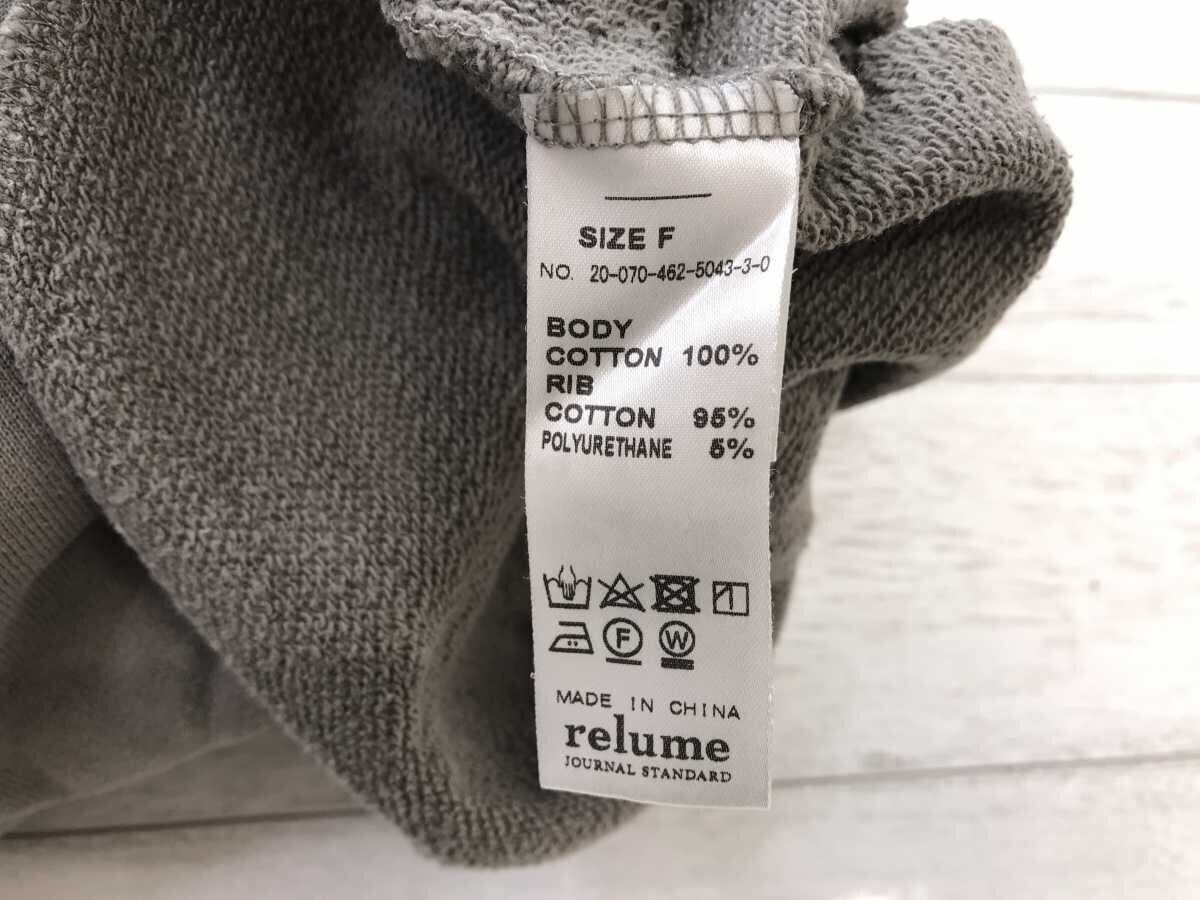 SIZE F
NO. 20-070-462-5043-3-0
BODY
COTTON 100%
RIB
COTTON 95%
POLYURETHANE 5%
F W
MADE IN CHINA
relume
JOURNAL STANDARD